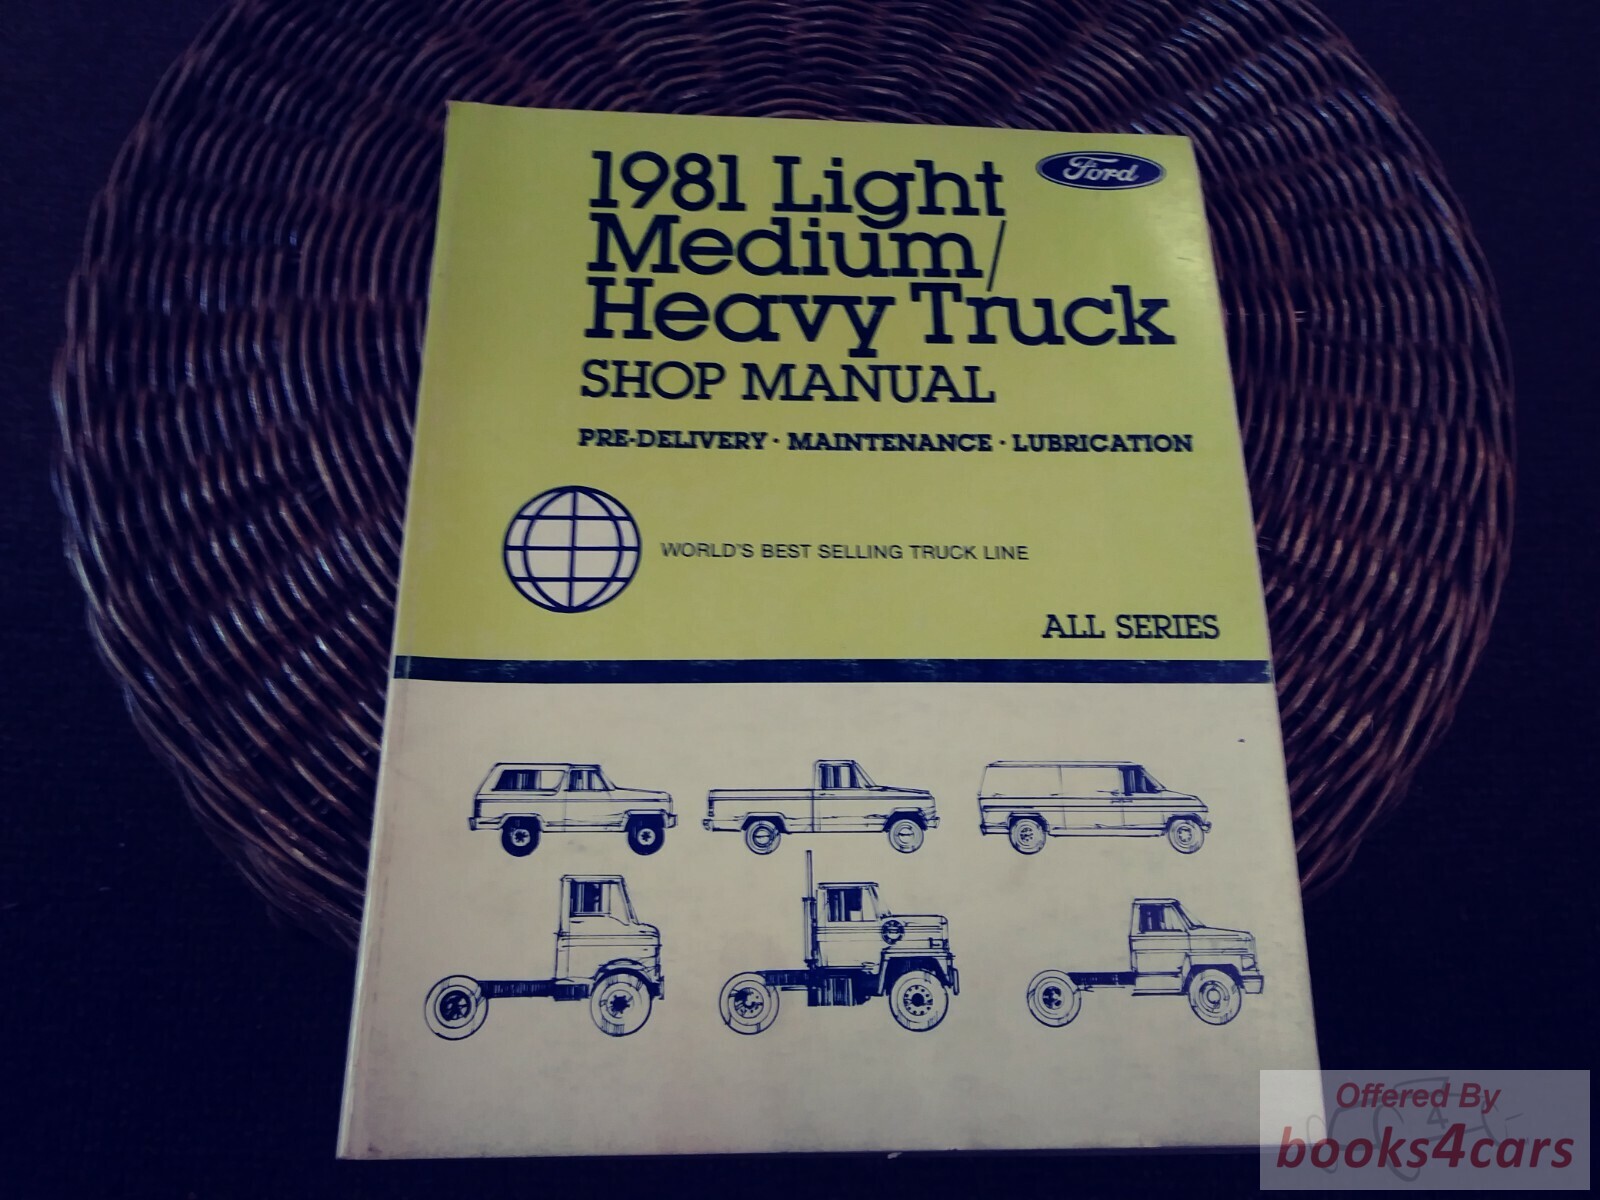 1981 Light
Ford
Medium/
Heavy Truck
SHOP MANUAL
PRE-DELIVERY · MAINTENANCE · LUBRICATION
WORLD'S BEST SELLING TRUCK LINE
ALL SERIES
Offered By
books4cars